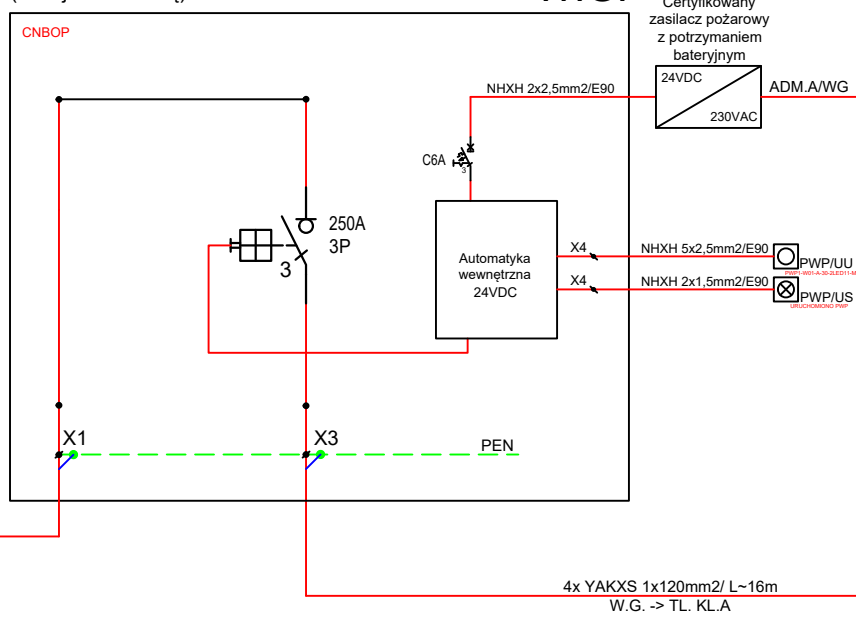 Certyfikowany
zasilacz pożarowy
z potrzymaniem
bateryjnym
CNBOP
24VDC
230VAC
ADM.A/WG
NHXH 2x2,5mm2/E90
C6A
3
250A
3P
3
Automatyka
wewnętrzna
24VDC
X4
NHXH 5x2,5mm2/E90
PWP/UU
X4
NHXH 2x1,5mm2/E90
PWP/US
URUCHOMIONO PWP
X1
X3
PEN
4x YAKXS 1x120mm2/ L~16m
W.G. -> TL. KL.A